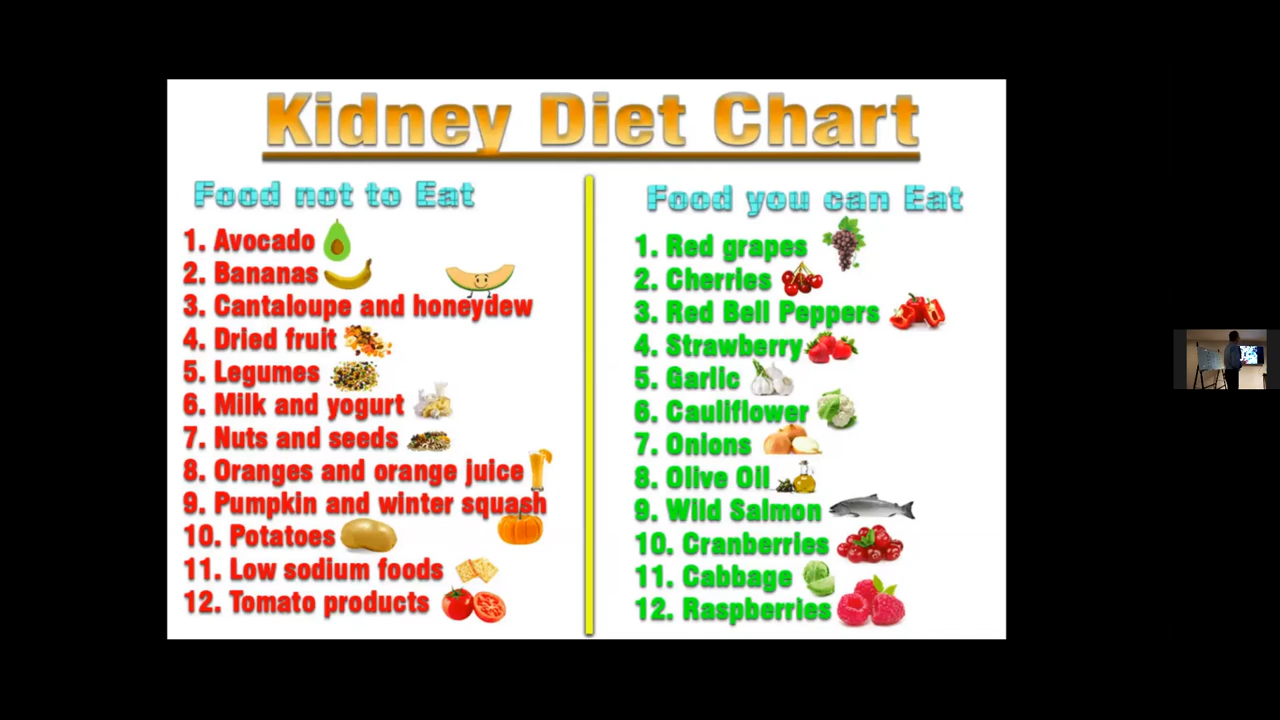 Kidney Diet Chart
Food not to Eat
1. Avocado
2. Bananas
3. Cantaloupe and honeydew
4. Dried fruit
5. Legumes
6. Milk and yogurt
7. Nuts and seeds
8. Oranges and orange juice
9. Pumpkin and winter squash
10. Potatoes
11. Low sodium foods
12. Tomato products
Food you can Eat
1. Red grapes
2. Cherries
3. Red Bell Peppers
4. Strawberry
5. Garlic
6. Cauliflower
7. Onions
8. Olive Oil
9. Wild Salmon
10. Cranberries
11. Cabbage
12. Raspberries